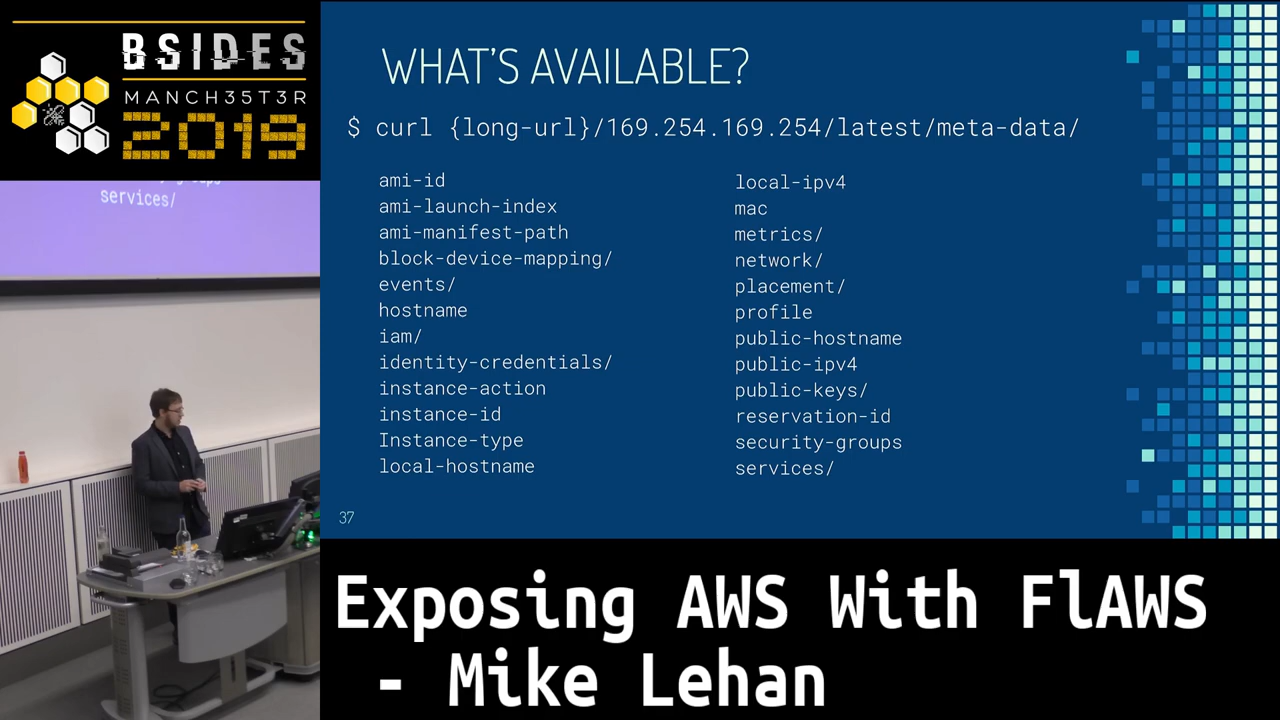 BSIDES
MANCH35T3R
2019
services/
WHAT'S AVAILABLE?
$ curl {long-url}/169.254.169.254/latest/meta-data/
ami-id
ami-launch-index
ami-manifest-path
block-device-mapping/
events/
hostname
iam/
identity-credentials/
instance-action
instance-id
Instance-type
local-hostname
local-ipv4
mac
metrics/
network/
placement/
profile
public-hostname
public-ipv4
public-keys/
reservation-id
security-groups
services/
37
Exposing AWS With FlAWS
- Mike Lehan